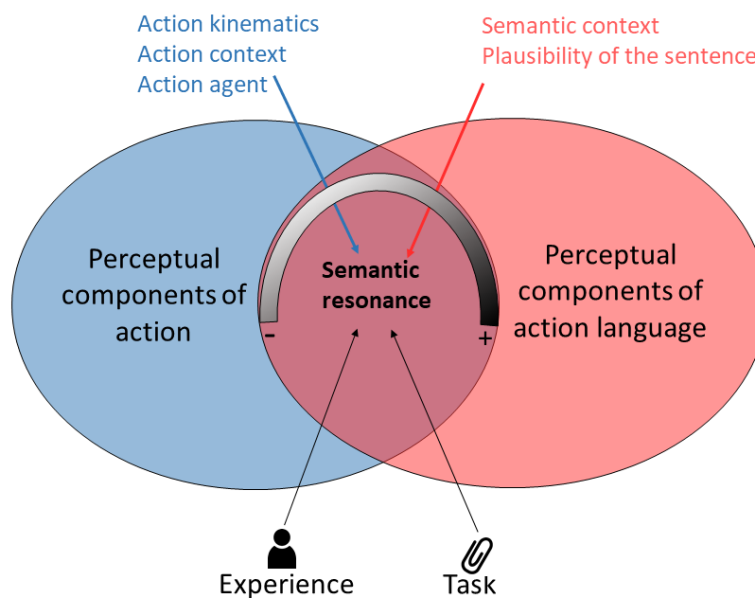 Action kinematics
Action context
Action agent
Semantic context
Plausibility of the sentence
Perceptual
components of
action
Semantic
resonance
-
+
Perceptual
components of
action language
Experience
Task